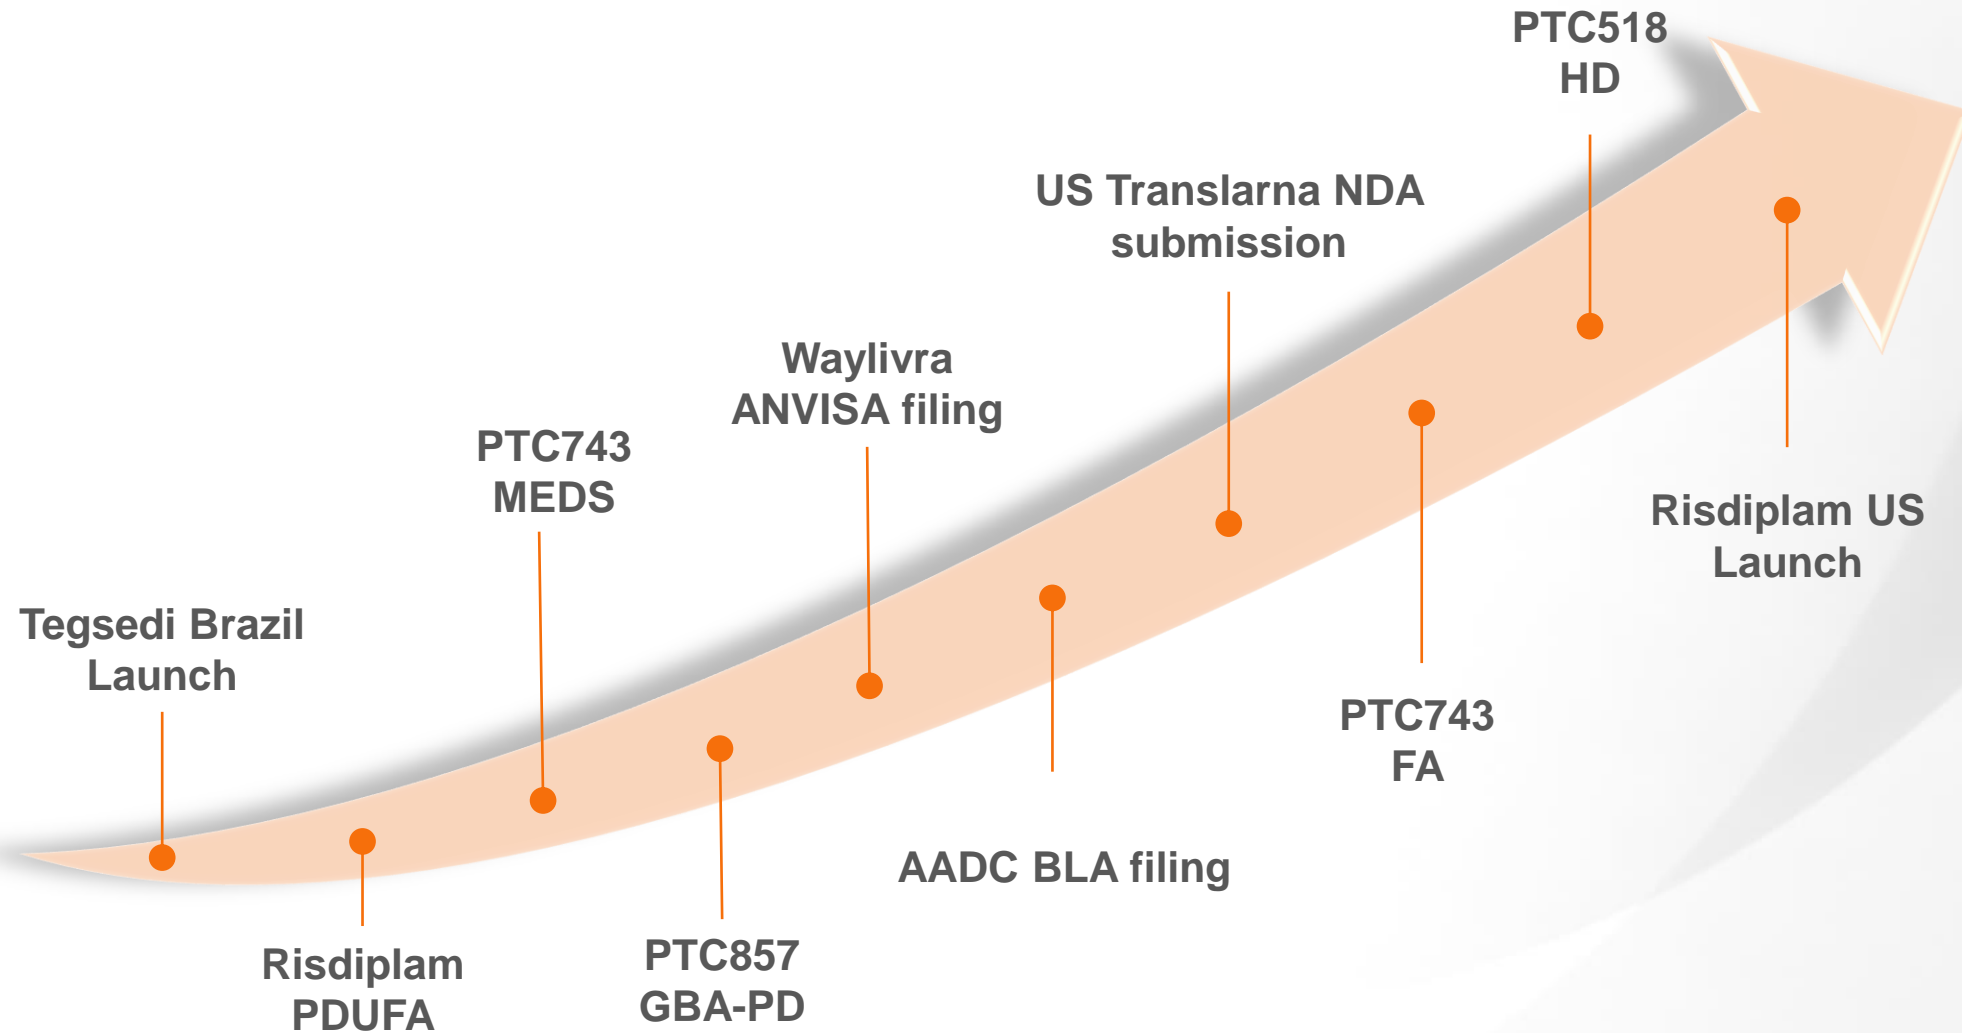 Tegsedi Brazil
Launch
Risdiplam
PDUFA
PTC743
MEDS
PTC857
GBA-PD
Waylivra
ANVISA filing
AADC BLA filing
US Translarna NDA
submission
PTC743
FA
PTC518
HD
Risdiplam US
Launch